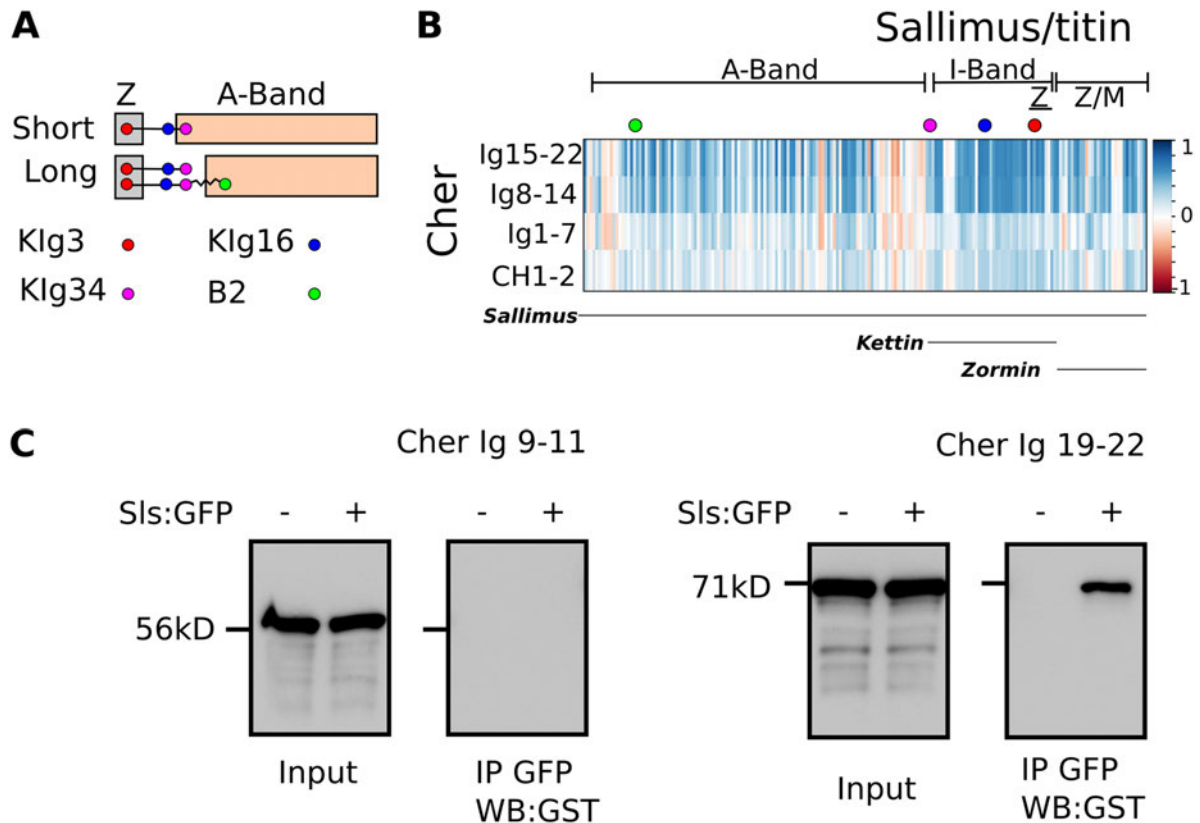 A
Z A-Band
Short
Long
KIg3 KIg16
KIg34 B2
B
Sallimus/titin
A-Band I-Band
Z Z/M
Cher
Ig15-22
Ig8-14
Ig1-7
CH1-2
1
0
-1
Sallimus
Kettin
Zormin
C
Cher Ig 9-11 Cher Ig 19-22
Sls:GFP - + - + Sls:GFP - + - +
56kD 71kD
Input IP GFP Input IP GFP
WB:GST WB:GST